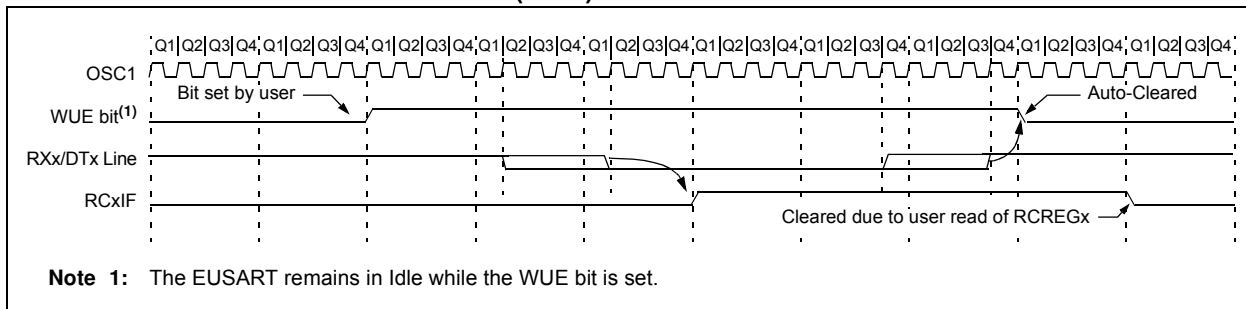 Q1 Q2 Q3 Q4 Q1 Q2 Q3 Q4 Q1 Q2 Q3 Q4 Q1 Q2 Q3 Q4 Q1 Q2 Q3 Q4 Q1 Q2 Q3 Q4 Q1 Q2 Q3 Q4 Q1 Q2 Q3 Q4 Q1 Q2 Q3 Q4 Q1 Q2 Q3 Q4
OSC1
Bit set by user
Auto-Cleared
WUE bit(1)
RXx/DTx Line
RCxIF
Cleared due to user read of RCREGx
Note 1: The EUSART remains in Idle while the WUE bit is set.